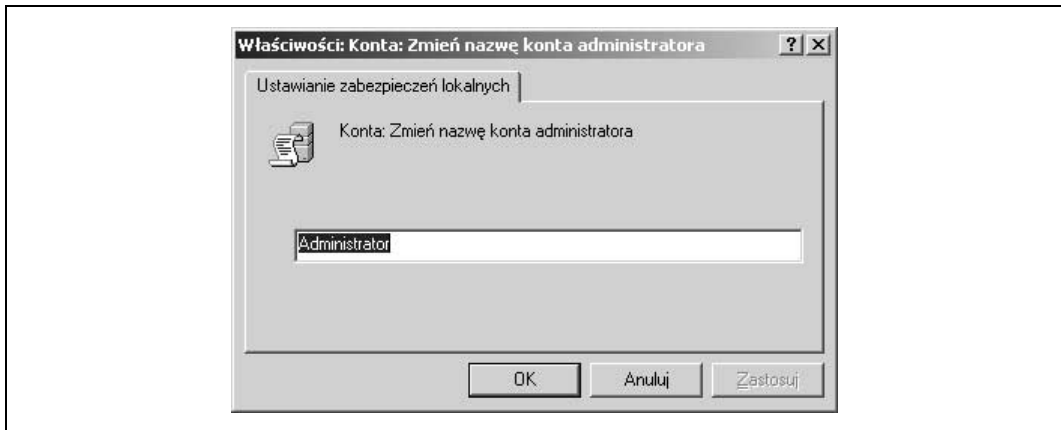 Właściwości: Konta: Zmień nazwę konta administratora
Ustawianie zabezpieczeń lokalnych
Konta: Zmień nazwę konta administratora
Administrator
OK Anuluj Zastosuj